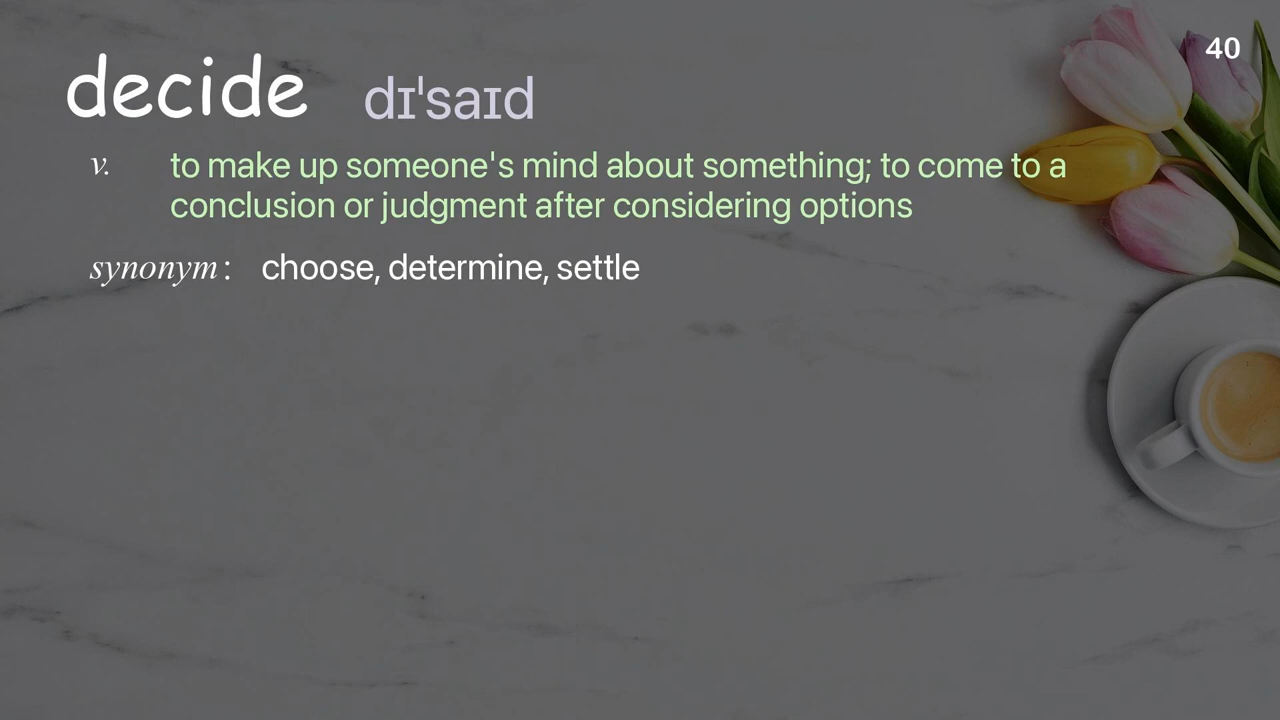 40
decide dɪˈsaɪd
v. to make up someone's mind about something; to come to a
conclusion or judgment after considering options
synonym : choose, determine, settle